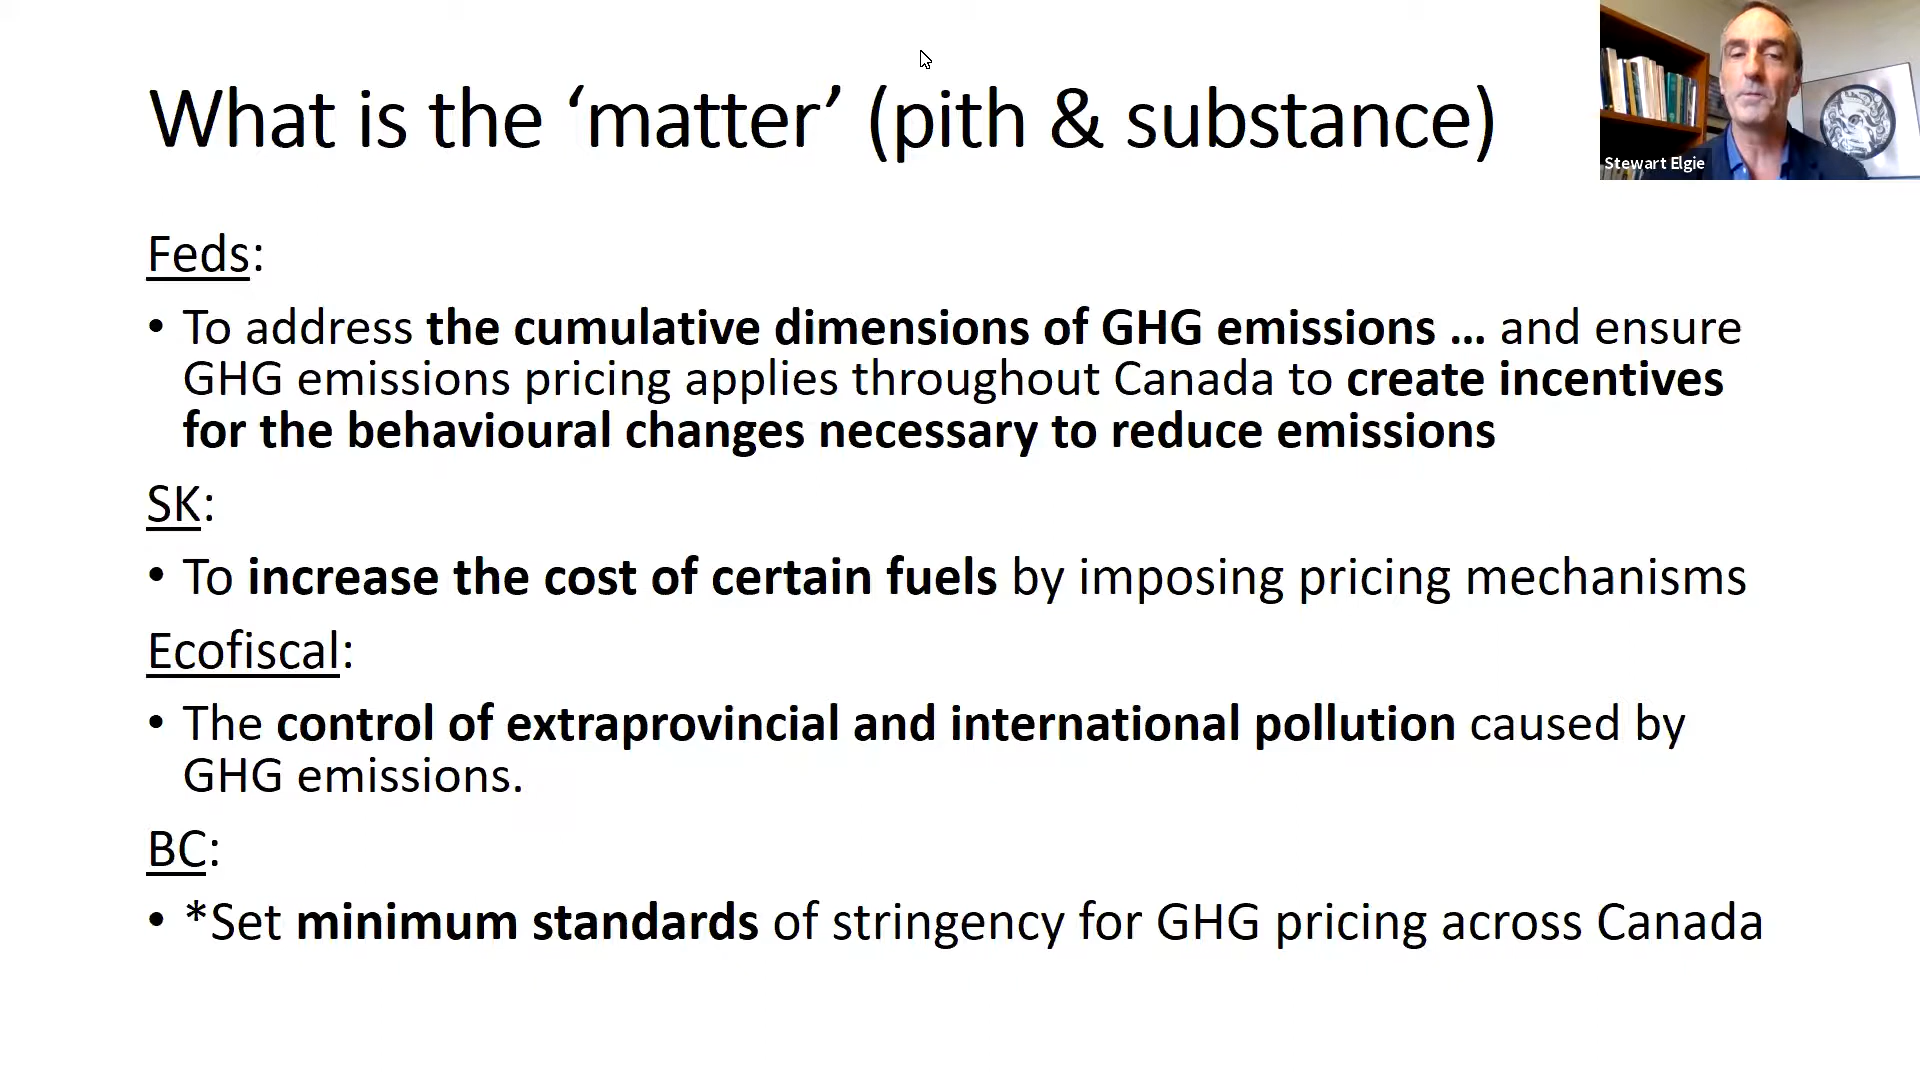 What is the ‘matter’ (pith & substance)
Stewart Elgie
Feds:
• To address the cumulative dimensions of GHG emissions ... and ensure
GHG emissions pricing applies throughout Canada to create incentives
for the behavioural changes necessary to reduce emissions
SK:
• To increase the cost of certain fuels by imposing pricing mechanisms
Ecofiscal:
• The control of extraprovincial and international pollution caused by
GHG emissions.
BC:
• *Set minimum standards of stringency for GHG pricing across Canada